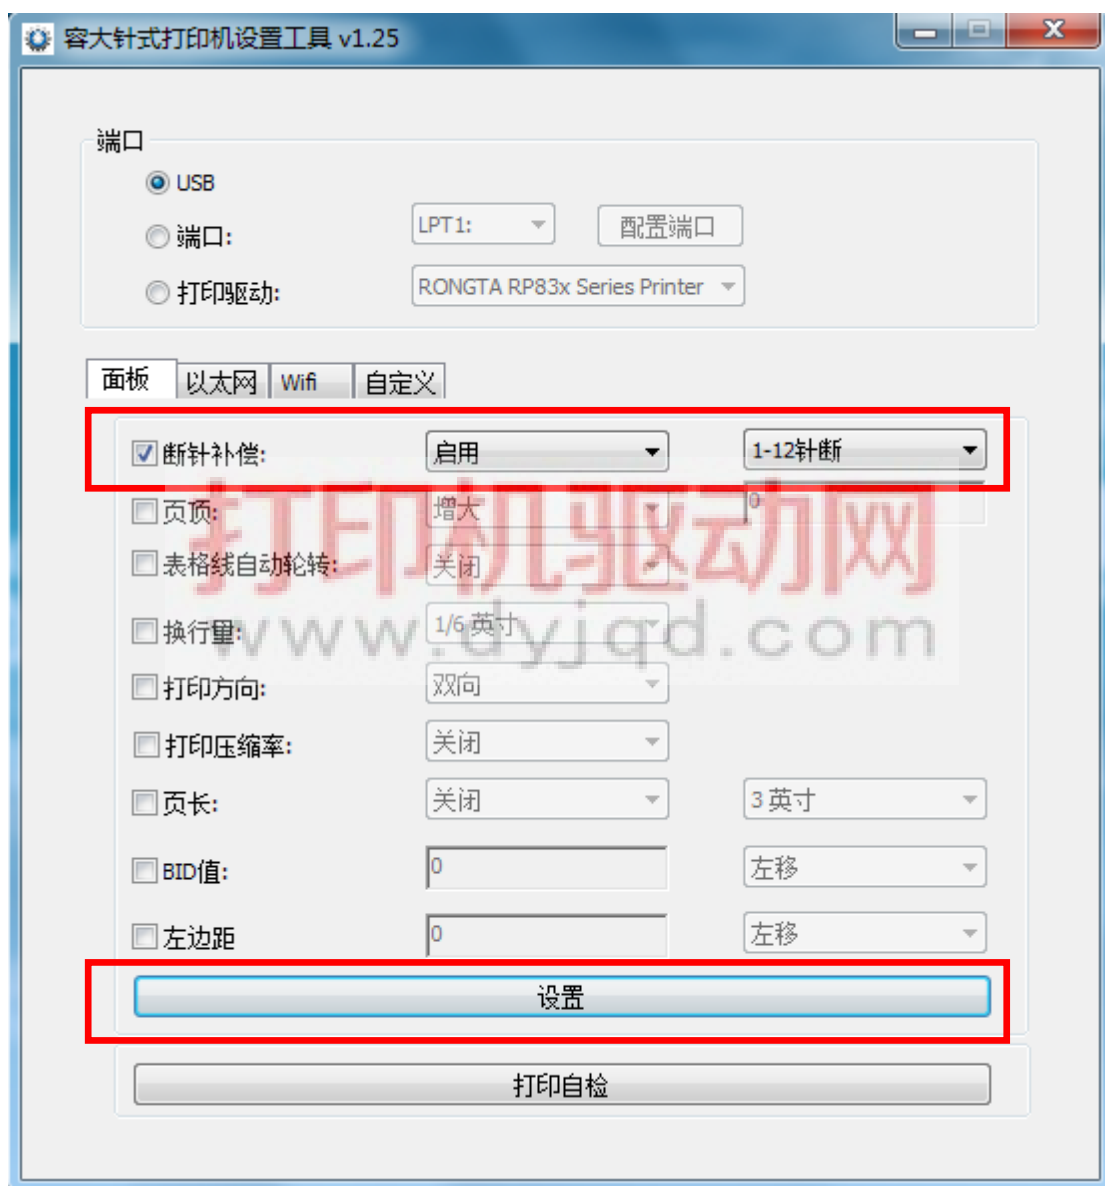 容大针式打印机设置工具 v1.25
端口
USB
端口: LPT1: 配置端口
打印驱动: RONGTA RP83x Series Printer
面板 以太网 Wifi 自定义
断针补偿: 启用 1-12针断
页顶: 增大 0
表格线自动轮转: 关闭
换行量: 1/6 英寸
打印方向: 双向
打印压缩率: 关闭
页长: 关闭 3 英寸
BID值: 0 左移
左边距 0 左移
设置
打印自检
打印机驱动网
www.dyjqd.com